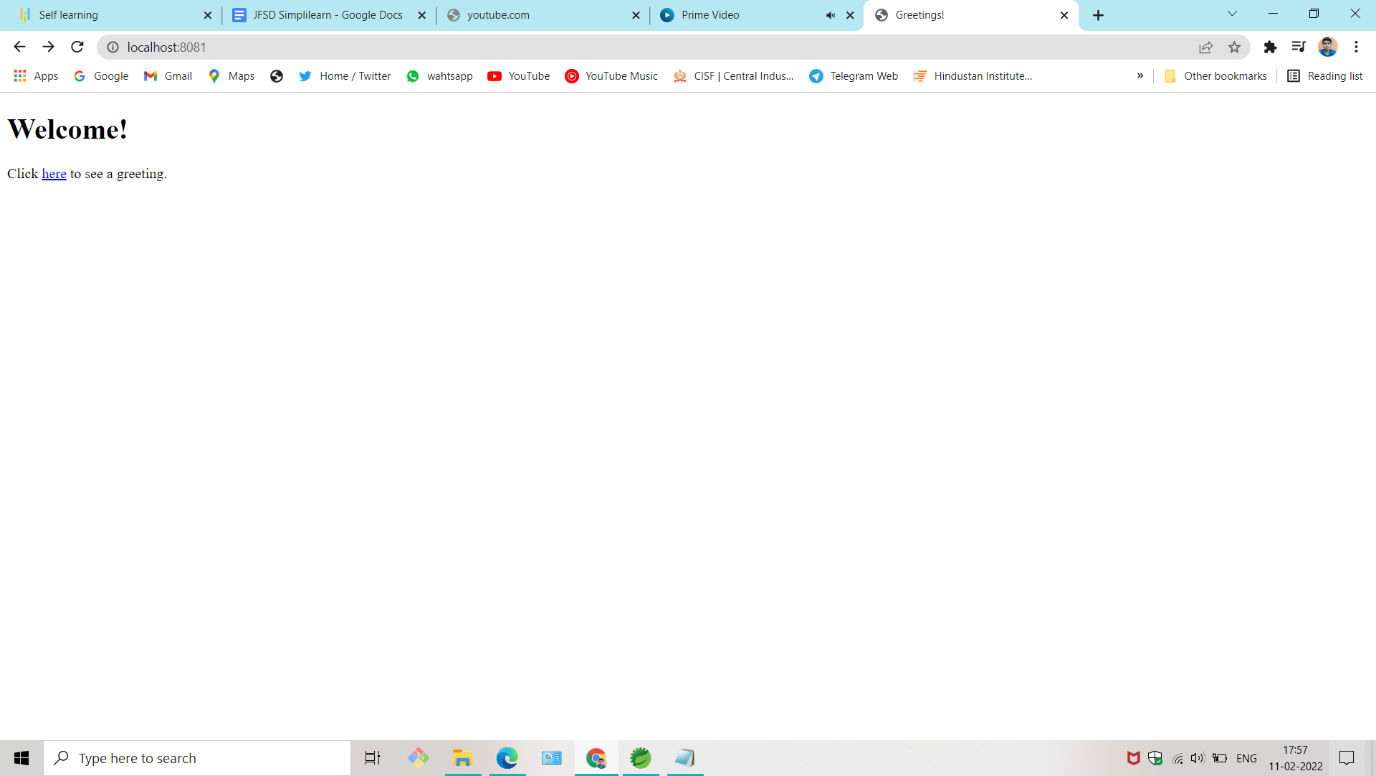 Self learning
JFSD Simplilearn - Google Docs
youtube.com
Prime Video
Greetings!
localhost:8081
Apps
Google
Gmail
Maps
Home / Twitter
wahtsapp
YouTube
YouTube Music
CISF | Central Indus...
Telegram Web
Hindustan Institute...
»
Other bookmarks
Reading list
Welcome!
Click here to see a greeting.
Type here to search
ENG
17:57
11-02-2022